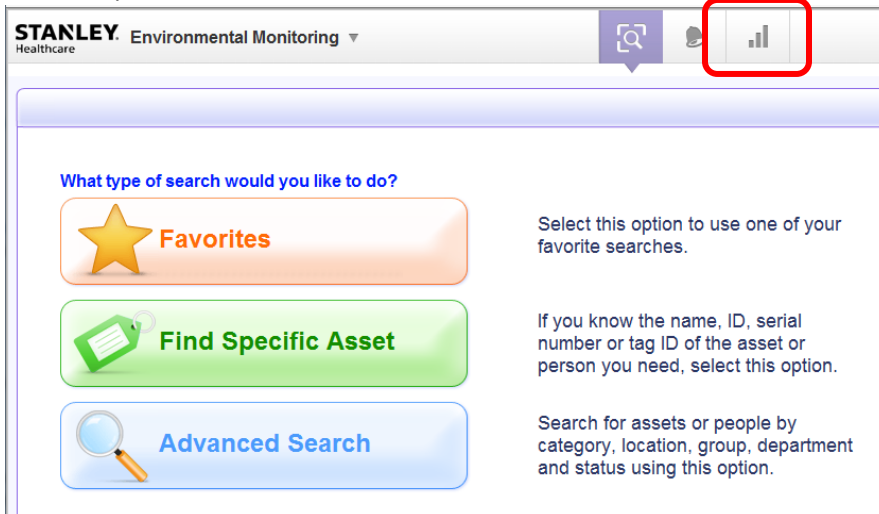 STANLEY. Environmental Monitoring
Healthcare
What type of search would you like to do?
Favorites
Select this option to use one of your
favorite searches.
Find Specific Asset
If you know the name, ID, serial
number or tag ID of the asset or
person you need, select this option.
Advanced Search
Search for assets or people by
category, location, group, department
and status using this option.